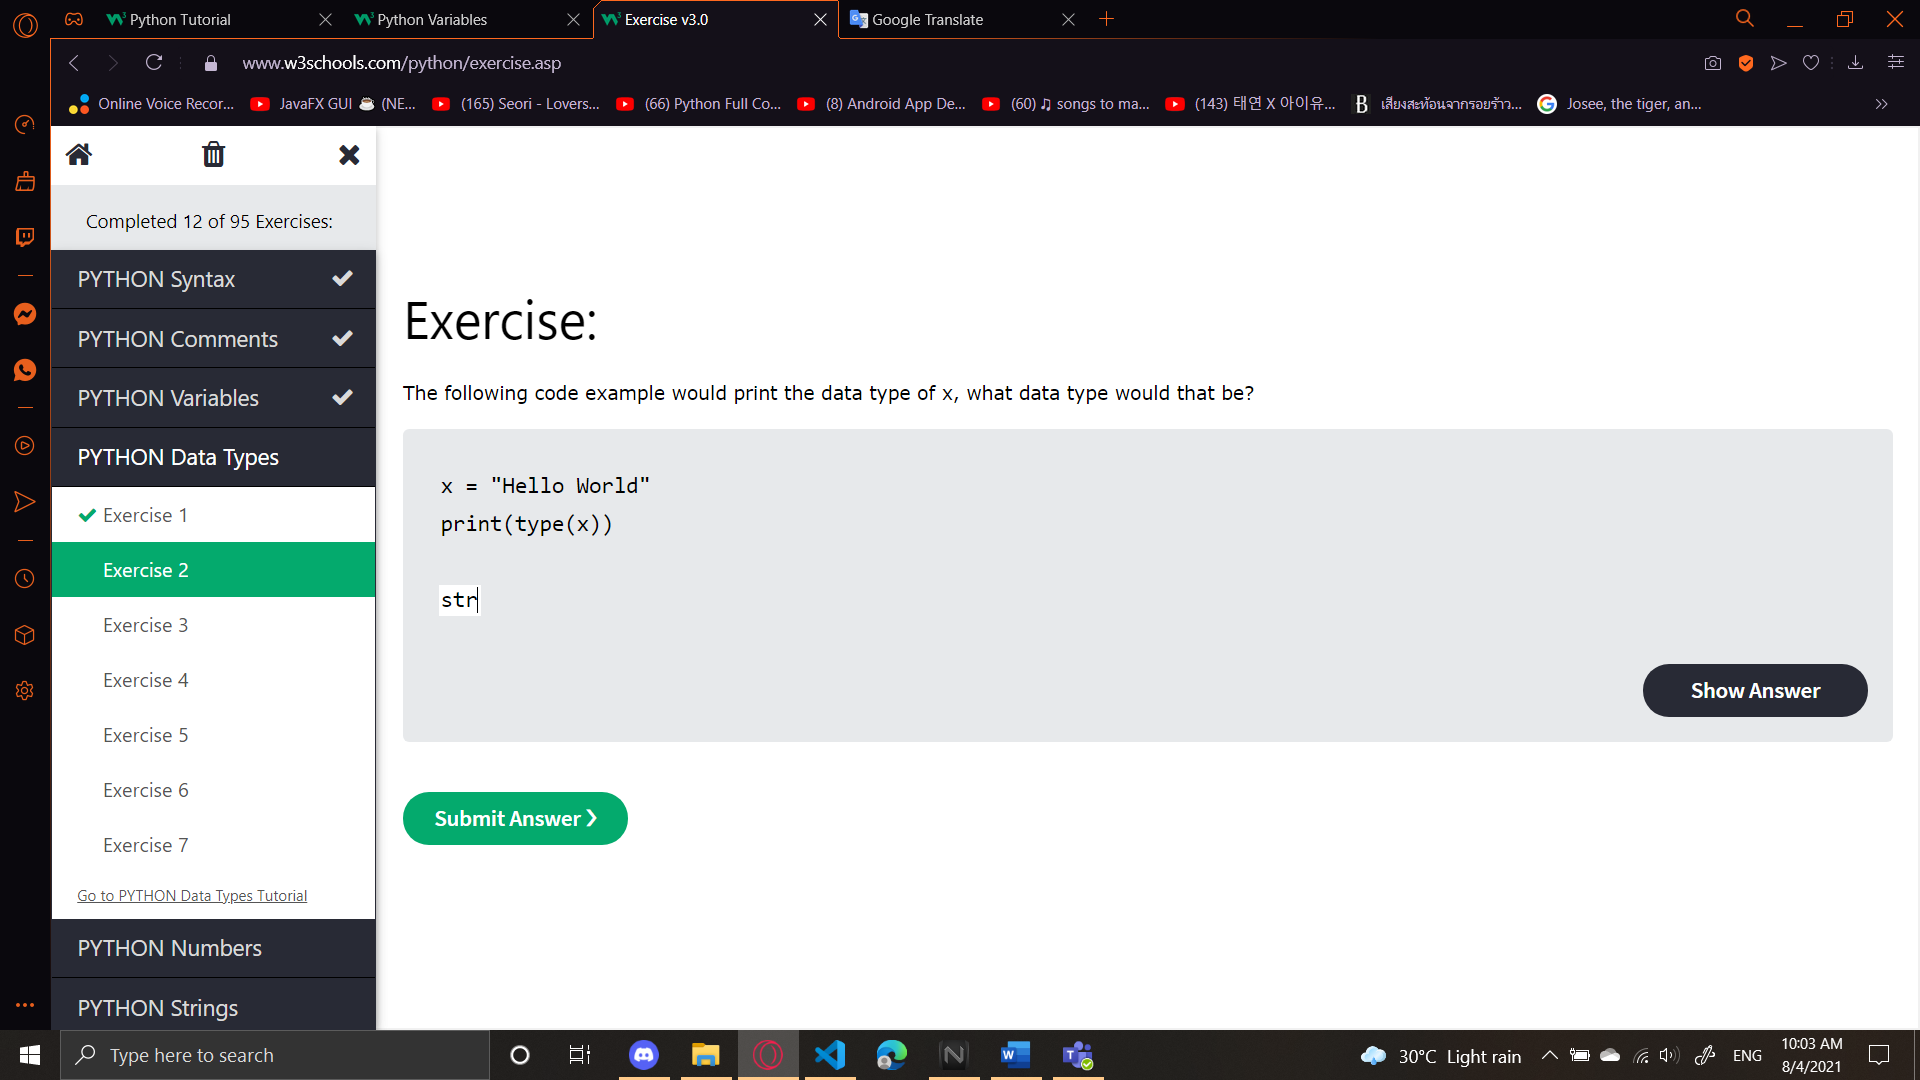 Python Tutorial
Python Variables
Exercise v3.0
Google Translate
www.w3schools.com/python/exercise.asp
Online Voice Recor...
JavaFX GUI ☕ (NE...
(165) Seori - Lovers...
(66) Python Full Co...
(8) Android App De...
(60) ♫ songs to ma...
(143) 태연 X 아이유...
เสียงสะท้อนจากรอยร้าว...
Josee, the tiger, an...
Completed 12 of 95 Exercises:
PYTHON Syntax
PYTHON Comments
PYTHON Variables
PYTHON Data Types
Exercise 1
Exercise 2
Exercise 3
Exercise 4
Exercise 5
Exercise 6
Exercise 7
Go to PYTHON Data Types Tutorial
PYTHON Numbers
PYTHON Strings
Exercise:
The following code example would print the data type of x, what data type would that be?
x = "Hello World"
print(type(x))
str
Show Answer
Submit Answer ❯
Type here to search
30°C Light rain
ENG
10:03 AM
8/4/2021